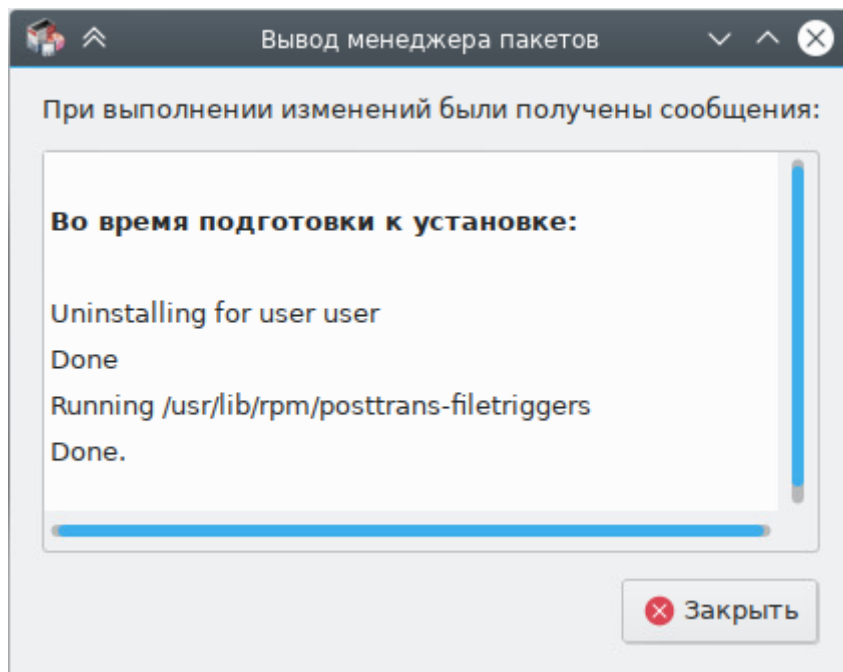 Вывод менеджера пакетов
При выполнении изменений были получены сообщения:
Во время подготовки к установке:
Uninstalling for user user
Done
Running /usr/lib/rpm/posttrans-filetriggers
Done.
Закрыть